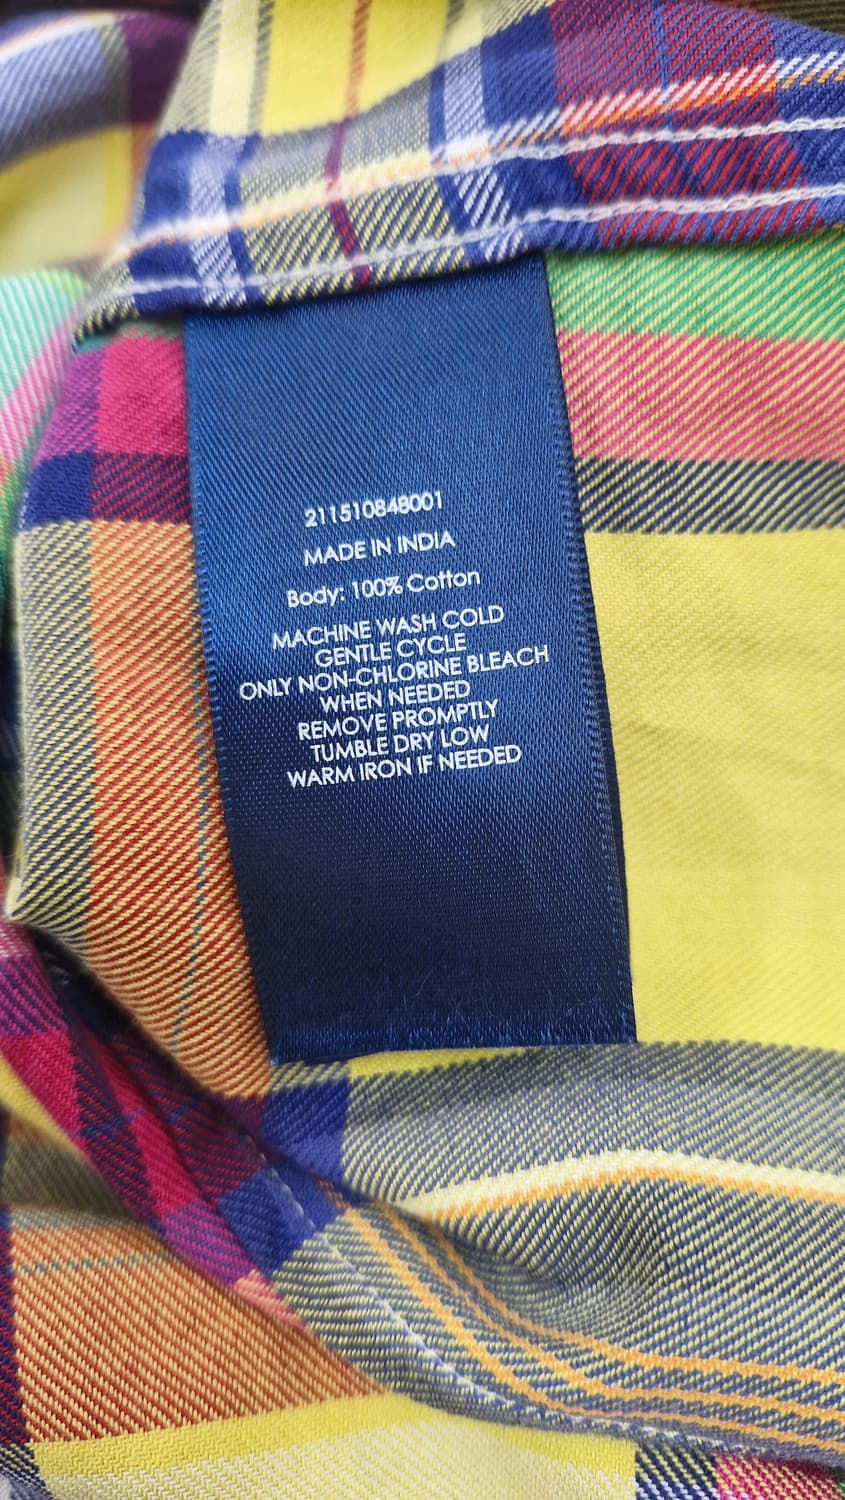 211510848001
MADE IN INDIA
Body: 100% Cotton
MACHINE WASH COLD
GENTLE CYCLE
ONLY NON-CHLORINE BLEACH
WHEN NEEDED
REMOVE PROMPTLY
TUMBLE DRY LOW
WARM IRON IF NEEDED